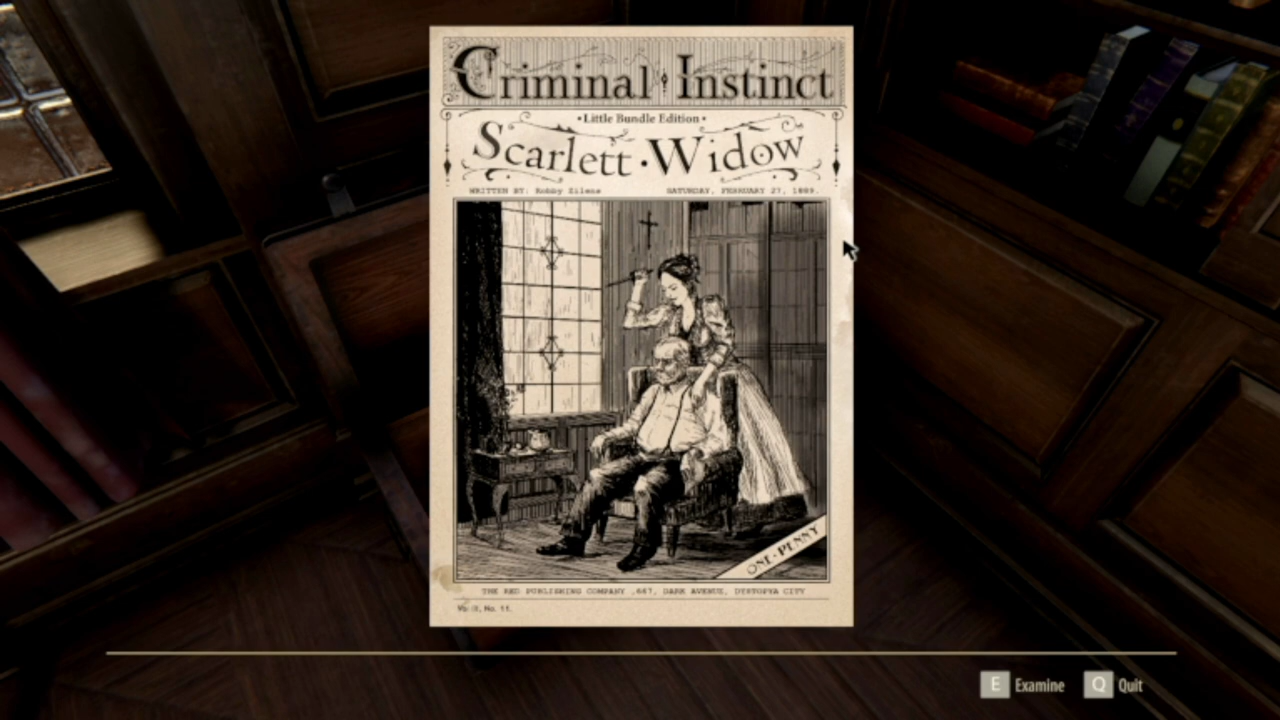 Criminal Instinct
•Little Bundle Edition•
Scarlett•Widow
WRITTEN BY: Robby Zilens SATURDAY, FEBRUARY 27, 1889.
ONE•PENNY
THE RED PUBLISHING COMPANY ,667, DARK AVENUE, DYSTOPYA CITY
No. 11.
E Examine Q Quit